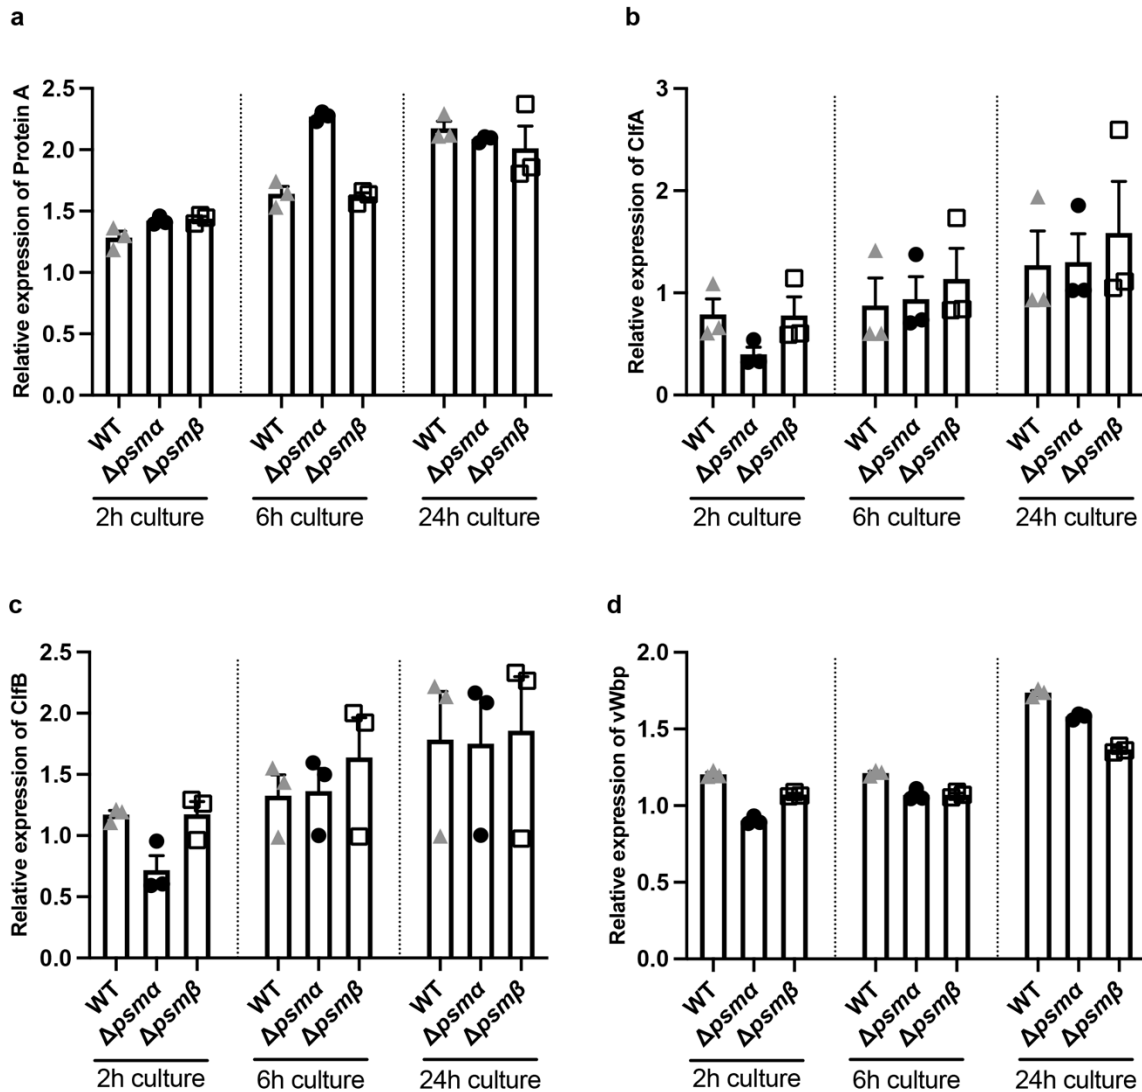 a
Relative expression of Protein A
2.5
2.0
1.5
1.0
0.5
0.0
WT
Δpsmα
Δpsmβ
WT
Δpsmα
Δpsmβ
WT
Δpsmα
Δpsmβ
2h culture
6h culture
24h culture
b
Relative expression of ClfA
3
2
1
0
WT
Δpsmα
Δpsmβ
WT
Δpsmα
Δpsmβ
WT
Δpsmα
Δpsmβ
2h culture
6h culture
24h culture
c
Relative expression of ClfB
2.5
2.0
1.5
1.0
0.5
0.0
WT
Δpsmα
Δpsmβ
WT
Δpsmα
Δpsmβ
WT
Δpsmα
Δpsmβ
2h culture
6h culture
24h culture
d
Relative expression of vWbp
2.0
1.5
1.0
0.5
0.0
WT
Δpsmα
Δpsmβ
WT
Δpsmα
Δpsmβ
WT
Δpsmα
Δpsmβ
2h culture
6h culture
24h culture